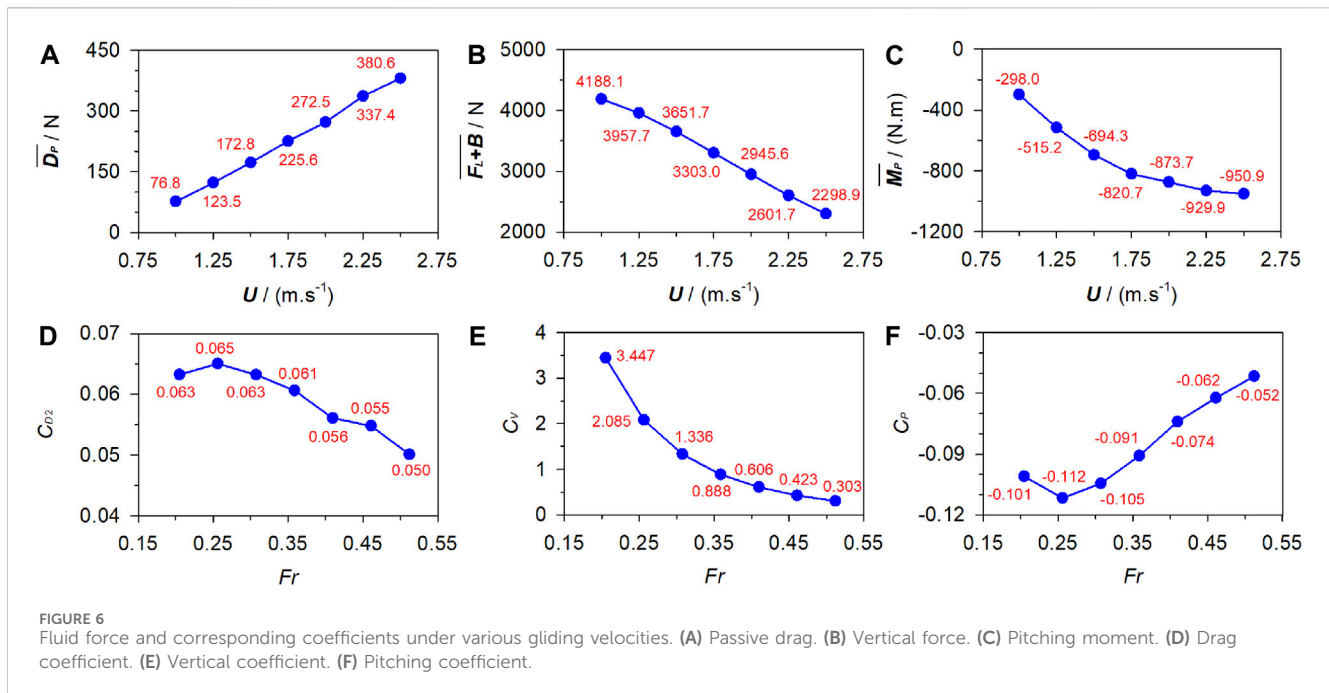 A
450
300
150
0
D̅P / N
76.8
123.5
172.8
225.6
272.5
337.4
380.6
0.75 1.25 1.75 2.25 2.75
U / (m.s⁻¹)
B
5000
4000
3000
2000
F̅L+B / N
4188.1
3957.7
3651.7
3303.0
2945.6
2601.7
2298.9
0.75 1.25 1.75 2.25 2.75
U / (m.s⁻¹)
C
0
-400
-800
-1200
M̅P / (N.m)
-298.0
-515.2
-694.3
-820.7
-873.7
-929.9
-950.9
0.75 1.25 1.75 2.25 2.75
U / (m.s⁻¹)
D
0.07
0.06
0.05
0.04
CD2
0.063
0.065
0.063
0.061
0.056
0.055
0.050
0.15 0.25 0.35 0.45 0.55
Fr
E
4
3
2
1
0
CV
3.447
2.085
1.336
0.888
0.606
0.423
0.303
0.15 0.25 0.35 0.45 0.55
Fr
F
-0.03
-0.06
-0.09
-0.12
CP
-0.101
-0.112
-0.105
-0.091
-0.074
-0.062
-0.052
0.15 0.25 0.35 0.45 0.55
Fr
FIGURE 6
Fluid force and corresponding coefficients under various gliding velocities. (A) Passive drag. (B) Vertical force. (C) Pitching moment. (D) Drag
coefficient. (E) Vertical coefficient. (F) Pitching coefficient.